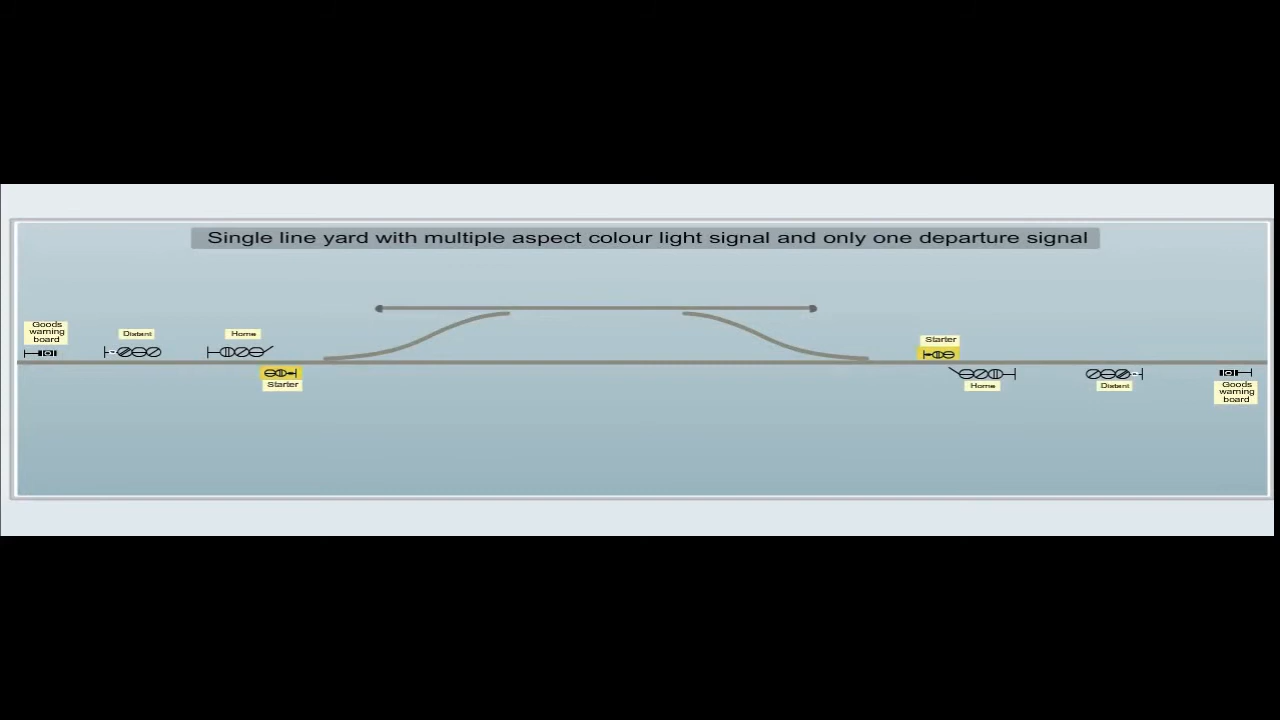 Single line yard with multiple aspect colour light signal and only one departure signal
Goods
warning
board
Distant
Home
Starter
Starter
Home
Distant
Goods
warning
board